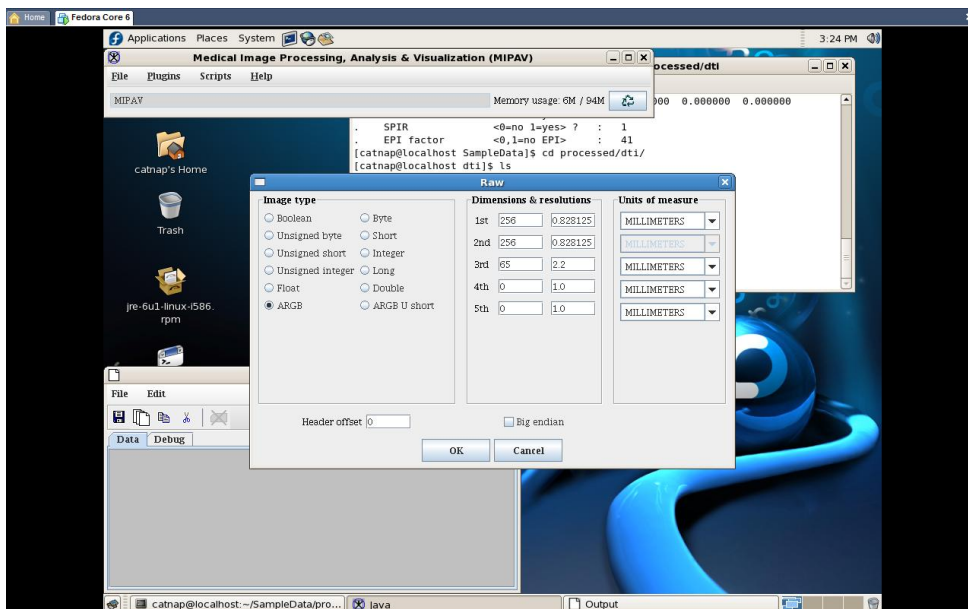 Home Fedora Core 6
Applications Places System 3:24 PM
Medical Image Processing, Analysis & Visualization (MIPAV)
ocessed/dti
File Plugins Scripts Help
MIPAV Memory usage: 6M / 94M
000 0.000000 0.000000
. SPIR <0=no 1=yes> ? : 1
. EPI factor <0,1=no EPI> : 41
[catnap@localhost SampleData]$ cd processed/dti/
[catnap@localhost dti]$ ls
catnap's Home
Trash
jre-6u1-linux-i586.
rpm
Raw
Image type Dimensions & resolutions Units of measure
Boolean Byte 1st 256 0.828125 MILLIMETERS
Unsigned byte Short 2nd 256 0.828125 MILLIMETERS
Unsigned short Integer 3rd 65 2.2 MILLIMETERS
Unsigned integer Long 4th 0 1.0 MILLIMETERS
Float Double 5th 0 1.0 MILLIMETERS
ARGB ARGB U short
Header offset 0 Big endian
OK Cancel
File Edit
Data Debug
catnap@localhost:~/SampleData/pro... Java Output